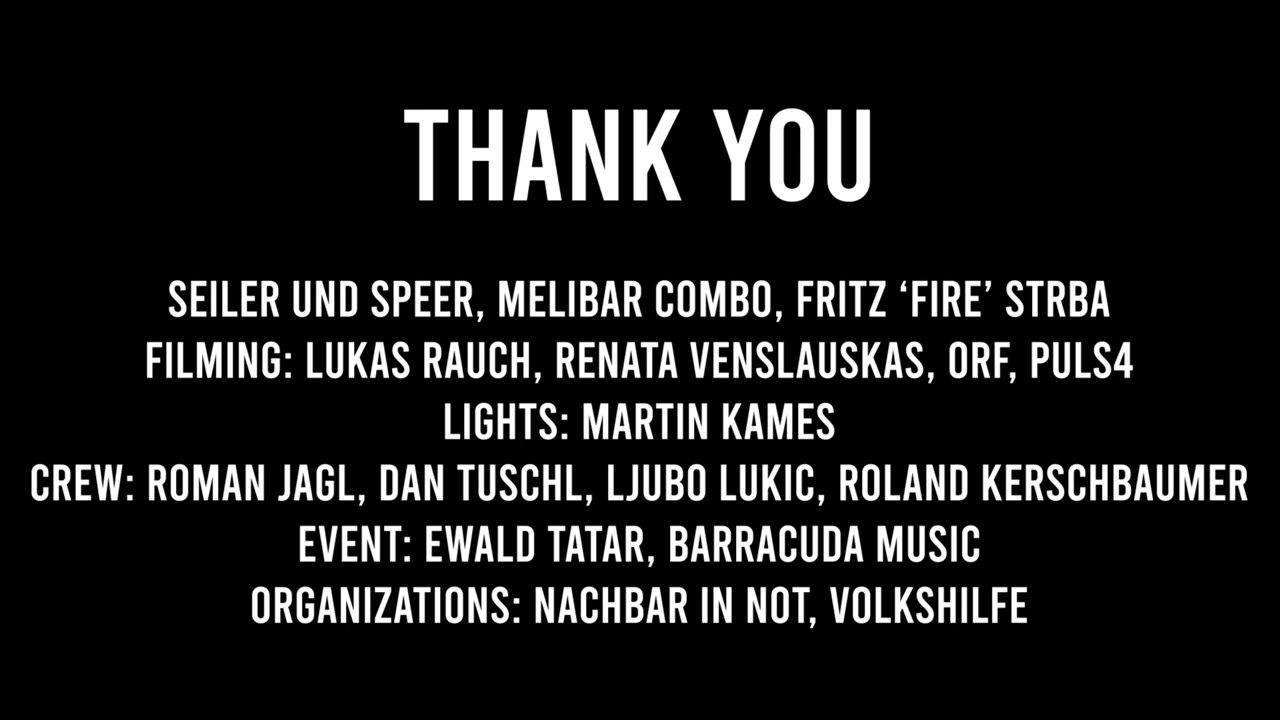 THANK YOU
SEILER UND SPEER, MELIBAR COMBO, FRITZ ‘FIRE’ STRBA
FILMING: LUKAS RAUCH, RENATA VENSLAUSKAS, ORF, PULS4
LIGHTS: MARTIN KAMES
CREW: ROMAN JAGL, DAN TUSCHL, LJUBO LUKIC, ROLAND KERSCHBAUMER
EVENT: EWALD TATAR, BARRACUDA MUSIC
ORGANIZATIONS: NACHBAR IN NOT, VOLKSHILFE